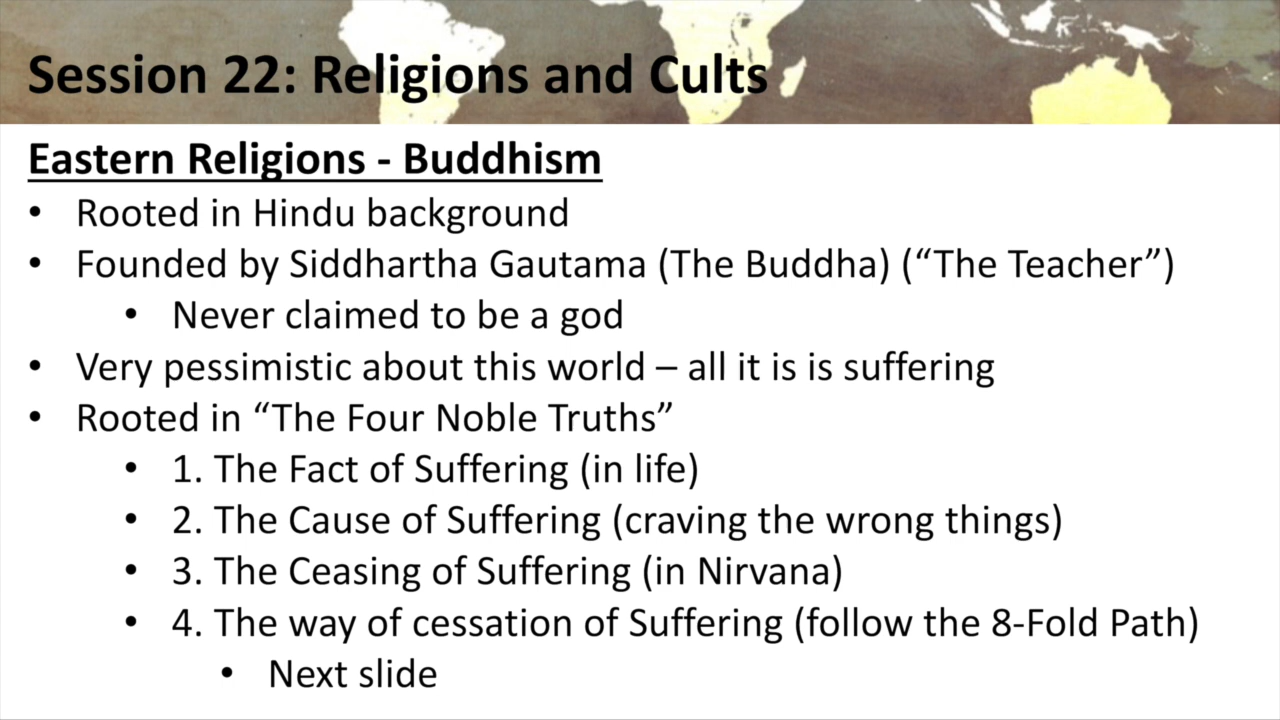 Session 22: Religions and Cults
Eastern Religions - Buddhism
• Rooted in Hindu background
• Founded by Siddhartha Gautama (The Buddha) (“The Teacher”)
• Never claimed to be a god
• Very pessimistic about this world – all it is is suffering
• Rooted in “The Four Noble Truths”
• 1. The Fact of Suffering (in life)
• 2. The Cause of Suffering (craving the wrong things)
• 3. The Ceasing of Suffering (in Nirvana)
• 4. The way of cessation of Suffering (follow the 8-Fold Path)
• Next slide